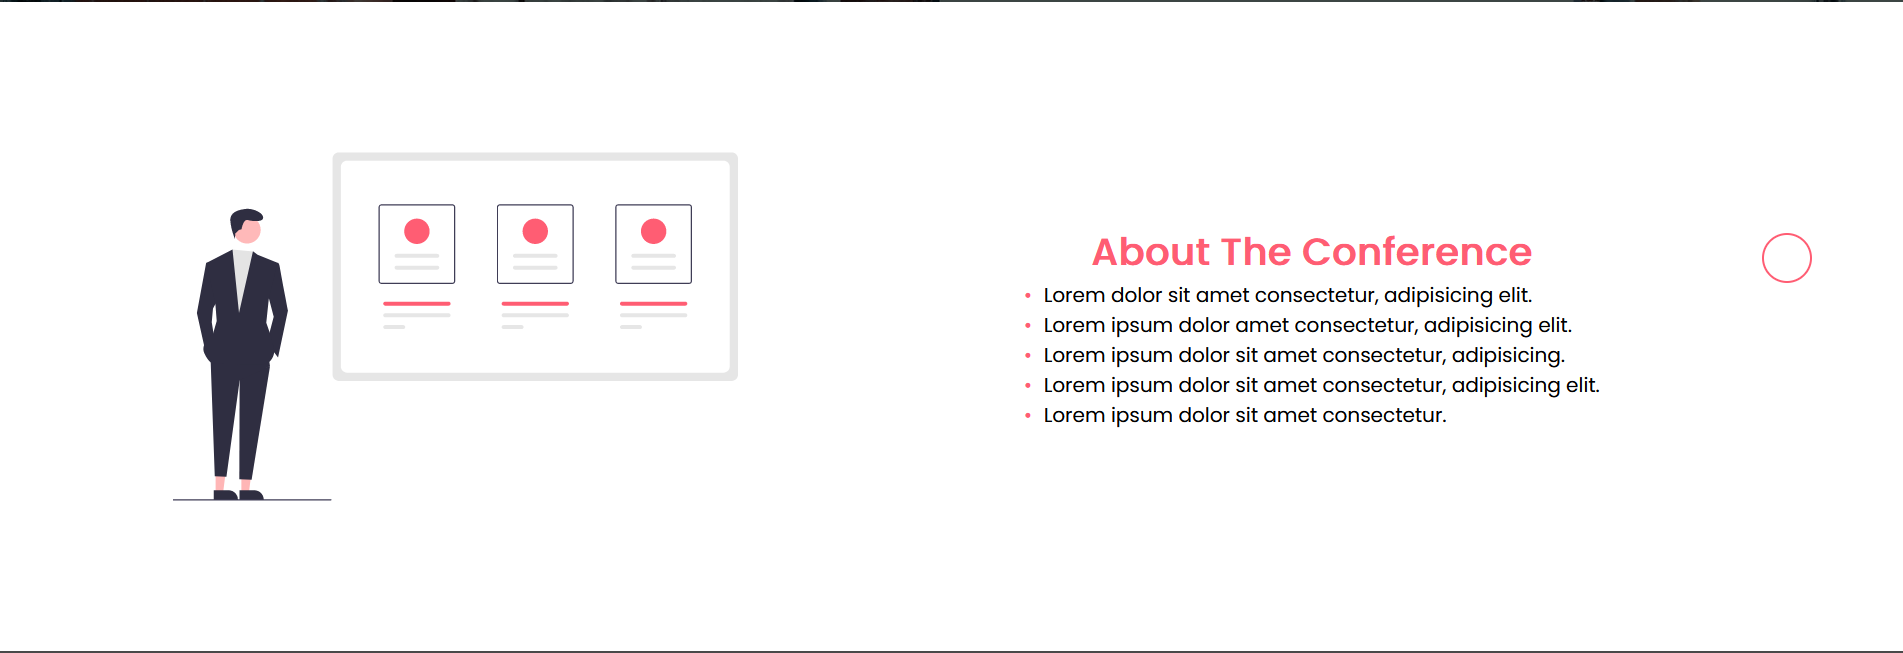 About The Conference
• Lorem dolor sit amet consectetur, adipisicing elit.
• Lorem ipsum dolor amet consectetur, adipisicing elit.
• Lorem ipsum dolor sit amet consectetur, adipisicing.
• Lorem ipsum dolor sit amet consectetur, adipisicing elit.
• Lorem ipsum dolor sit amet consectetur.